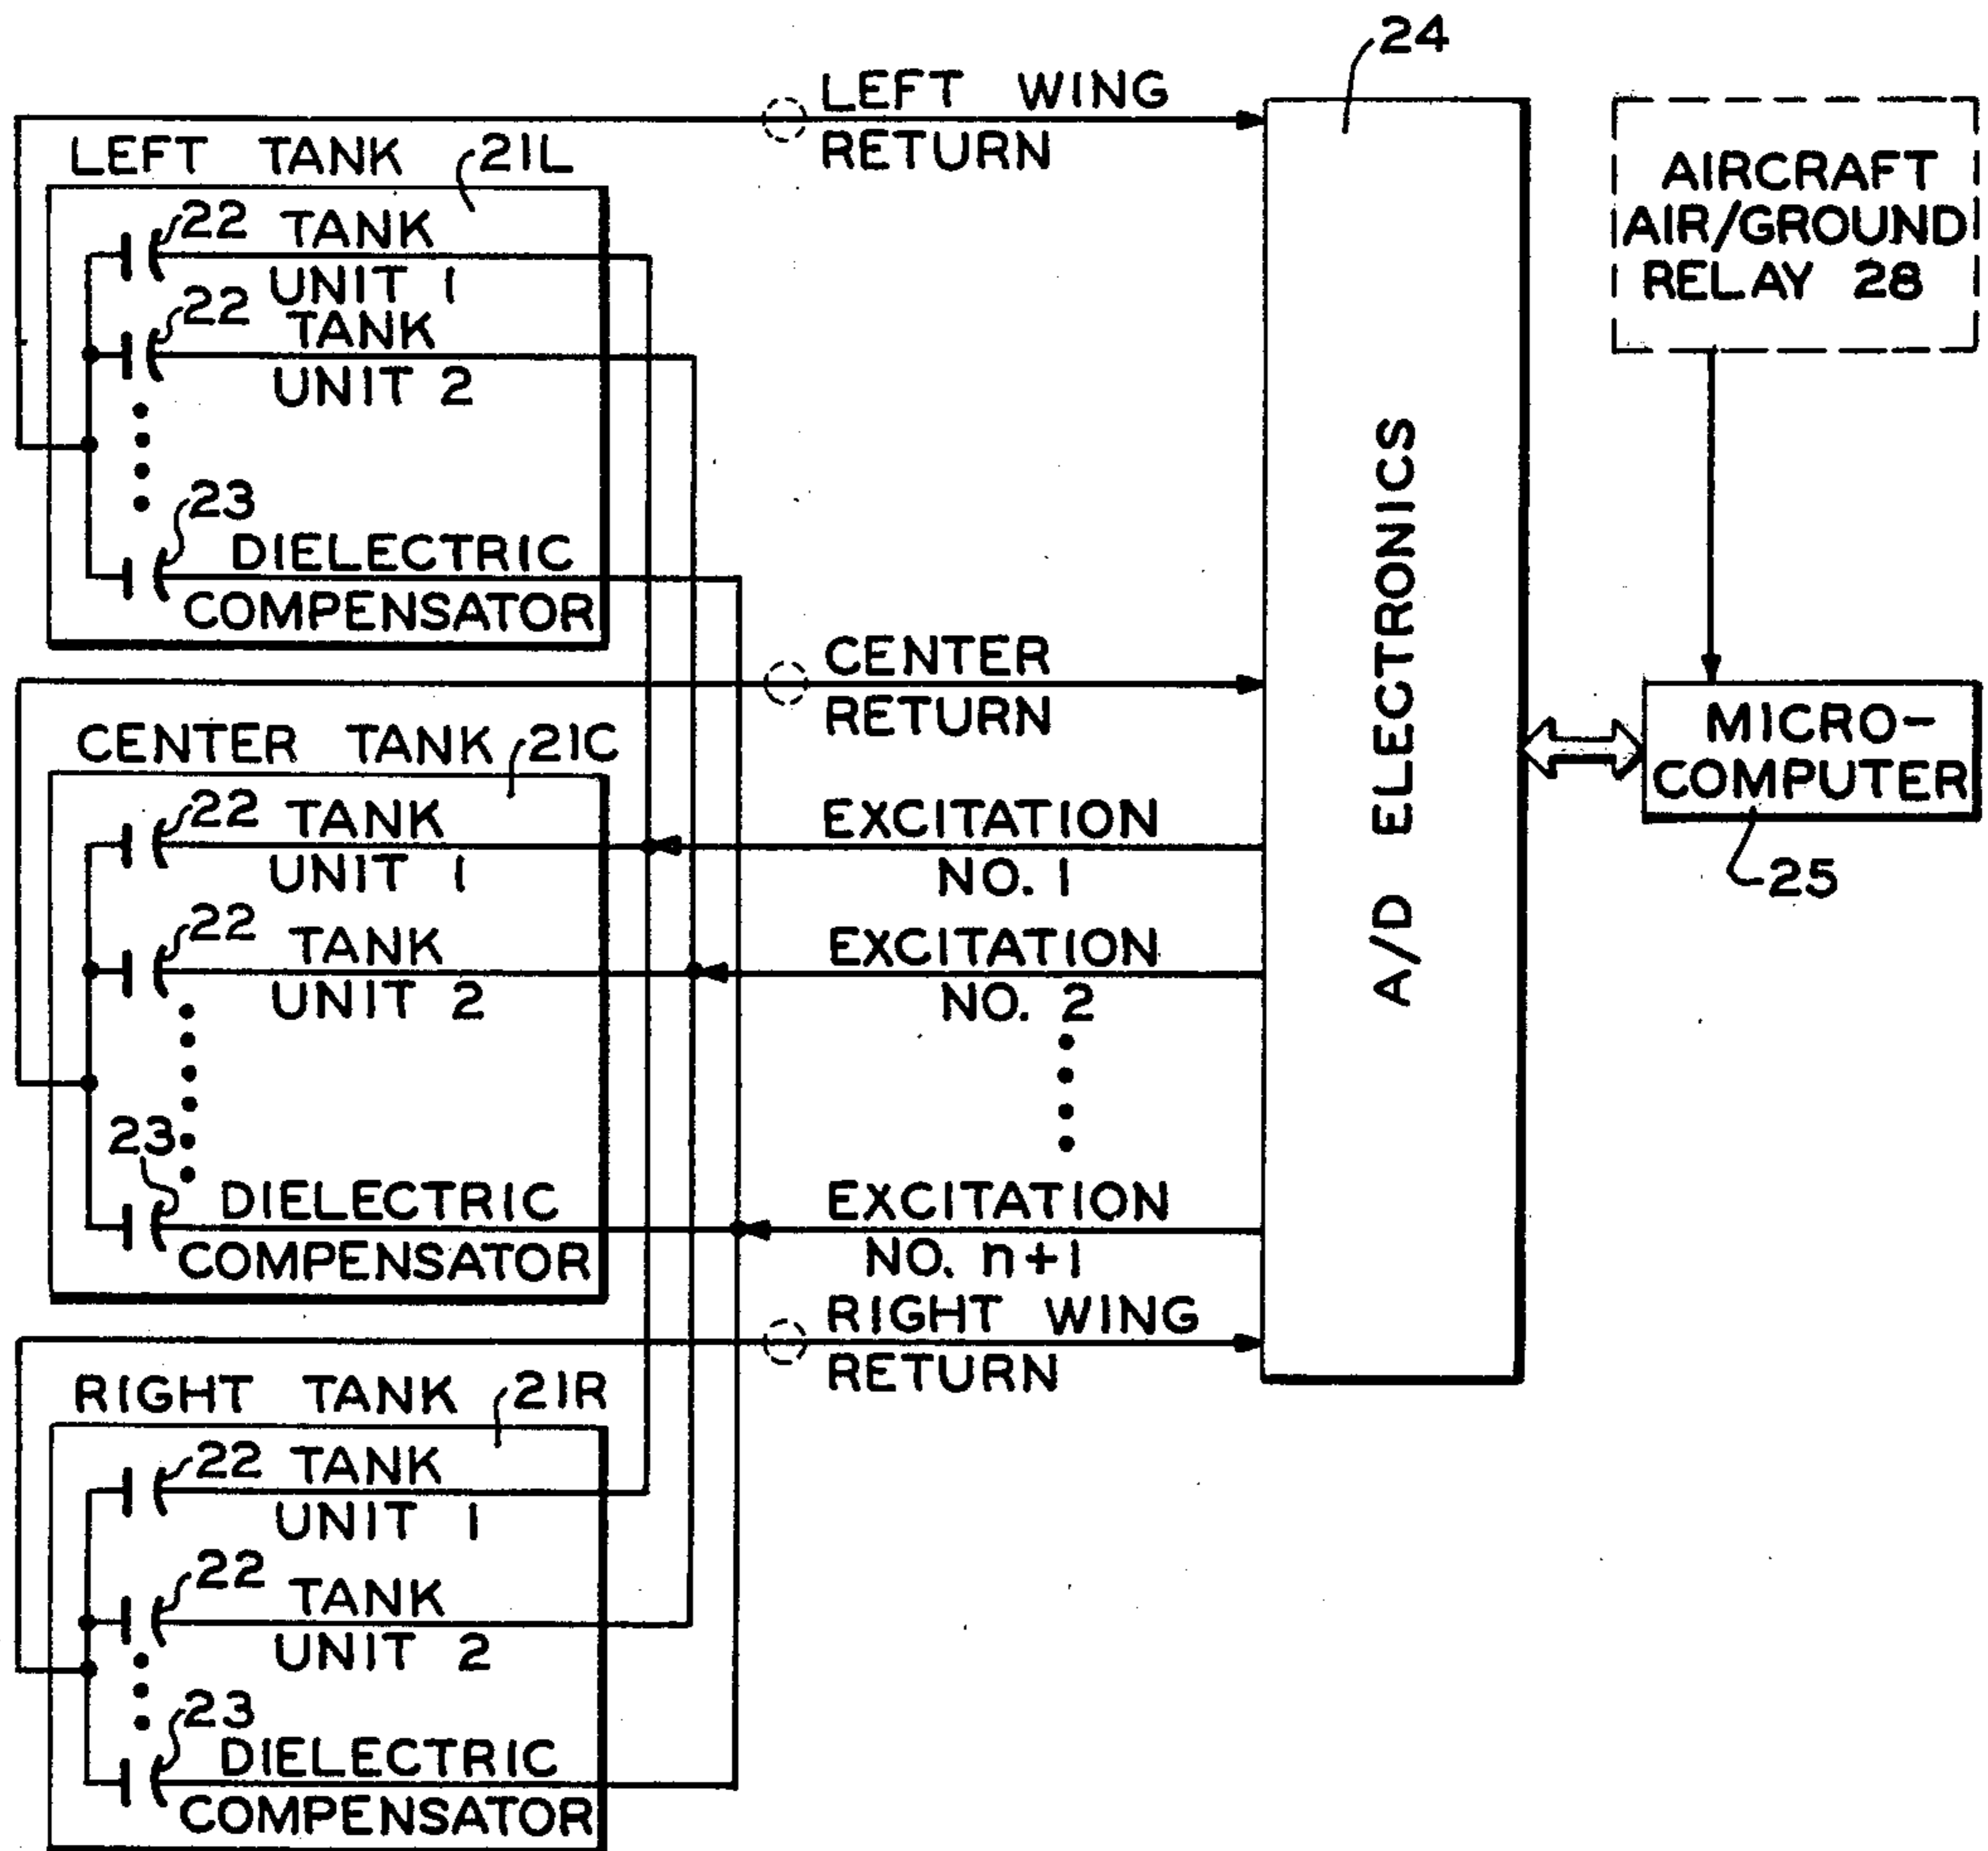 24
LEFT WING
RETURN
LEFT TANK 21L
22 TANK
UNIT 1
22 TANK
UNIT 2
23
DIELECTRIC
COMPENSATOR
AIRCRAFT
AIR/GROUND
RELAY 28
A/D ELECTRONICS
MICRO-
COMPUTER
25
CENTER
RETURN
CENTER TANK 21C
22 TANK
UNIT 1
22 TANK
UNIT 2
23
DIELECTRIC
COMPENSATOR
EXCITATION
NO. 1
EXCITATION
NO. 2
EXCITATION
NO. n+1
RIGHT WING
RETURN
RIGHT TANK 21R
22 TANK
UNIT 1
22 TANK
UNIT 2
23
DIELECTRIC
COMPENSATOR